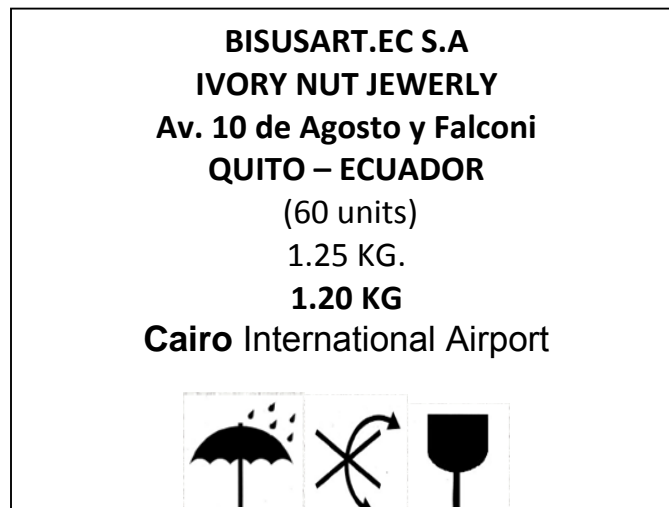 BISUSART.EC S.A
IVORY NUT JEWERLY
Av. 10 de Agosto y Falconi
QUITO – ECUADOR
(60 units)
1.25 KG.
1.20 KG
Cairo International Airport